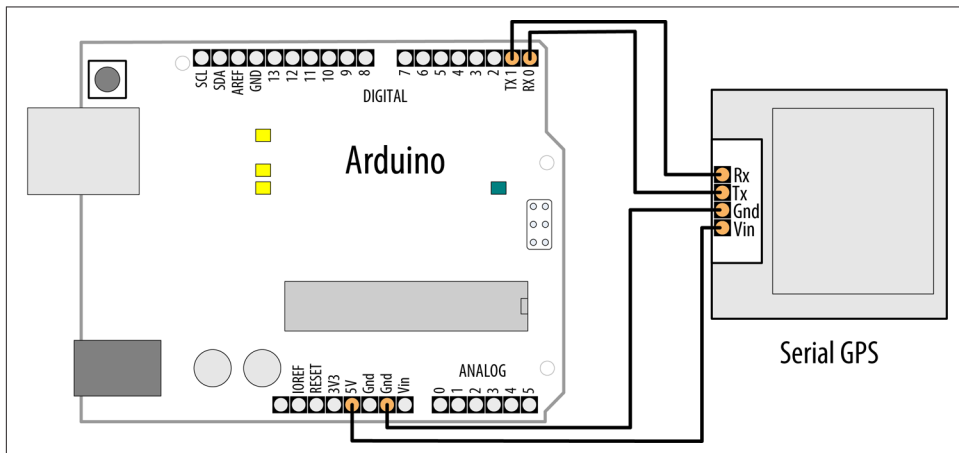 SCL
SDA
AREF
GND
13
12
11
10
9
8
7
6
5
4
3
2
TX 1
RX 0
DIGITAL
Arduino
Rx
Tx
Gnd
Vin
Serial GPS
IOREF
RESET
3V3
5V
Gnd
Gnd
Vin
ANALOG
0
1
2
3
4
5